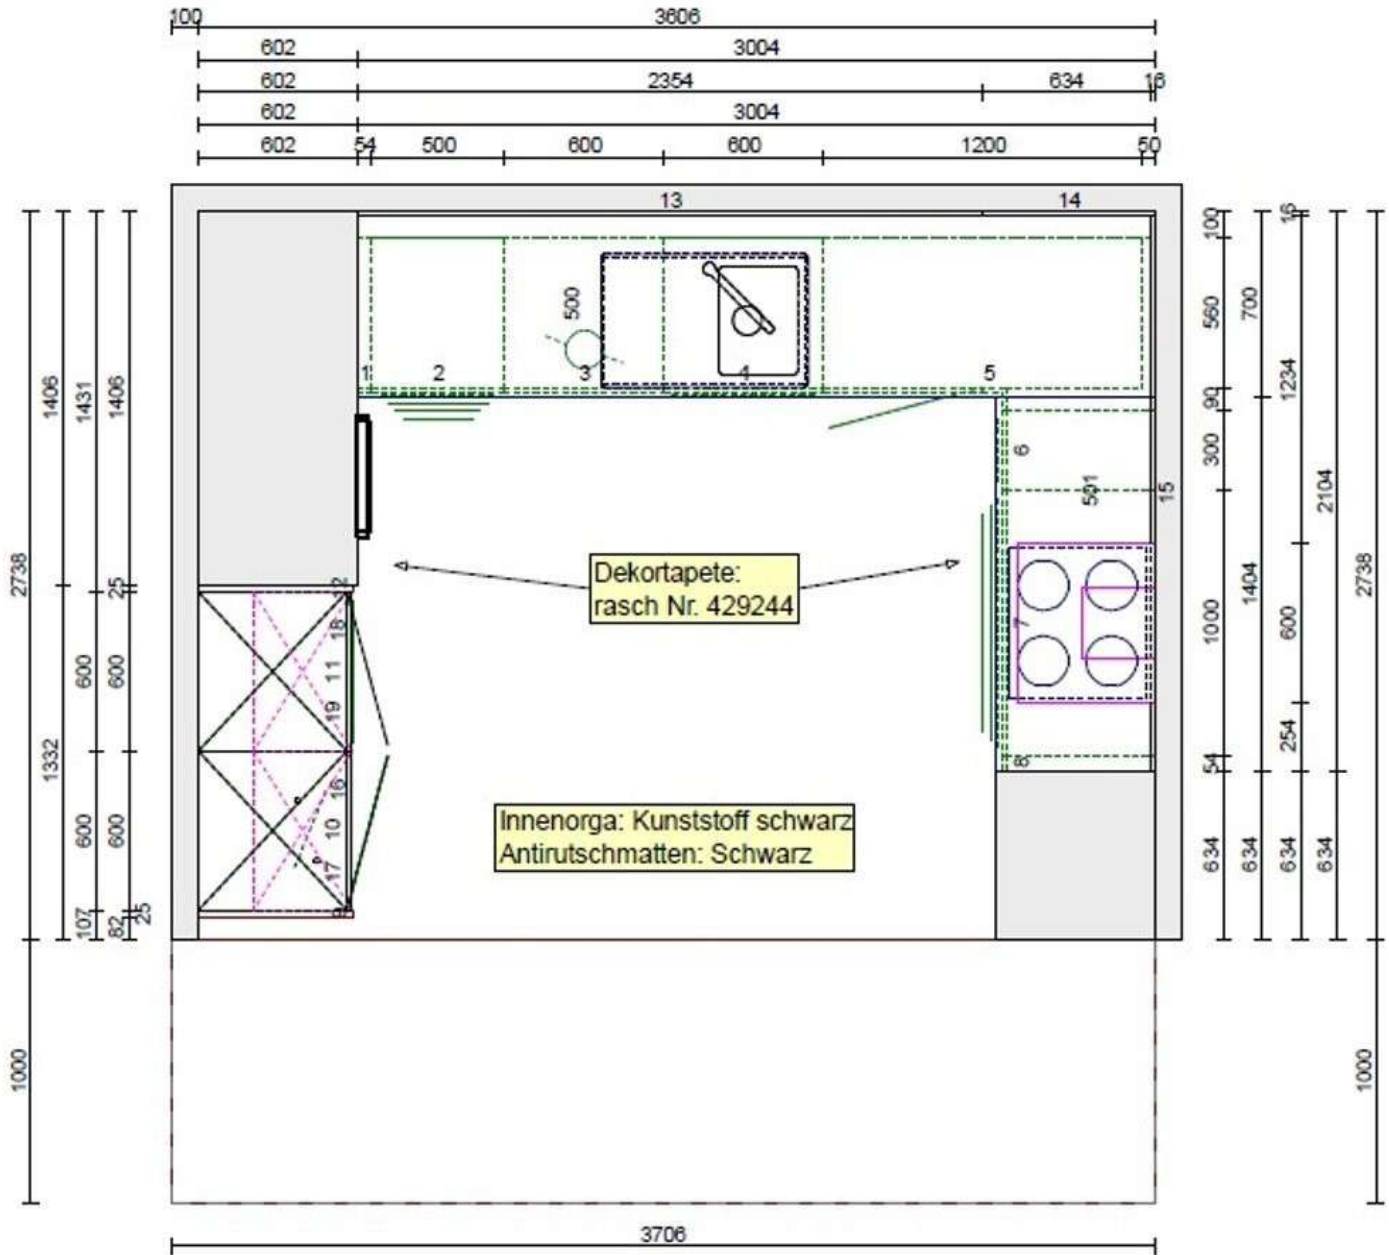 100 3606
602 3004
602 2354 634 16
602 3004
602 54 500 600 600 1200 50
13 14
500
1 2 3 4 5
6
501
15
7
8
Dekortapete:
rasch Nr. 429244
12
18
11
19
16
10
17
9
Innenorga: Kunststoff schwarz
Antirutschmatten: Schwarz
2738 1000
1406 1332
1431 600 600 107
1406 25 600 600 82 25
100 560 90 300 1000 54 634
700 1404 634
16 1234 600 254 634
2104 634
2738 1000
3706